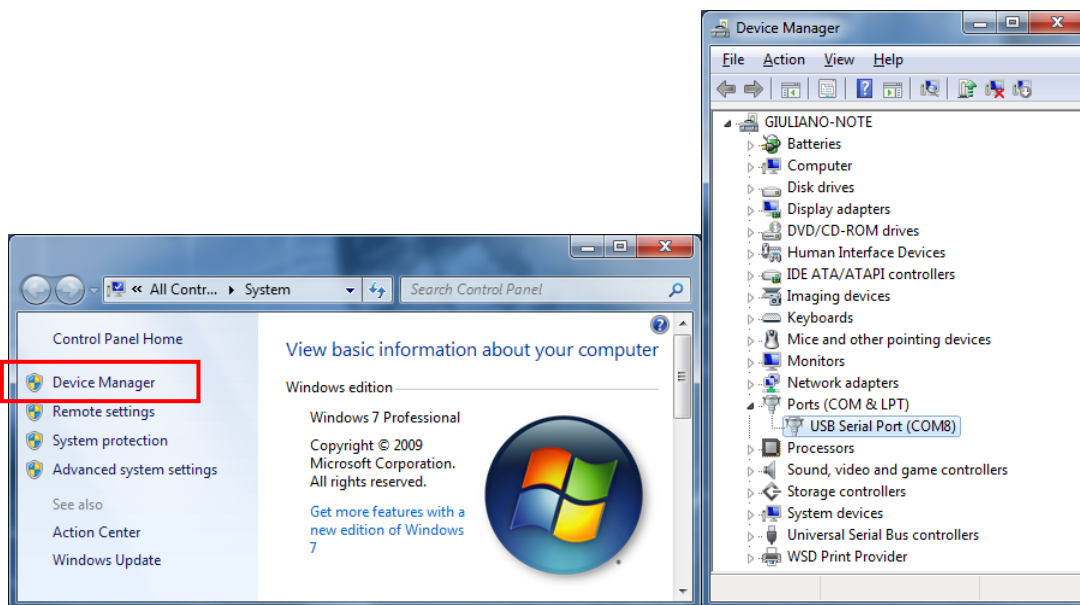 « All Contr... ▸ System
Search Control Panel
Control Panel Home
Device Manager
Remote settings
System protection
Advanced system settings
See also
Action Center
Windows Update
View basic information about your computer
Windows edition
Windows 7 Professional
Copyright © 2009
Microsoft Corporation.
All rights reserved.
Get more features with a
new edition of Windows
7
Device Manager
File Action View Help
GIULIANO-NOTE
Batteries
Computer
Disk drives
Display adapters
DVD/CD-ROM drives
Human Interface Devices
IDE ATA/ATAPI controllers
Imaging devices
Keyboards
Mice and other pointing devices
Monitors
Network adapters
Ports (COM & LPT)
USB Serial Port (COM8)
Processors
Sound, video and game controllers
Storage controllers
System devices
Universal Serial Bus controllers
WSD Print Provider